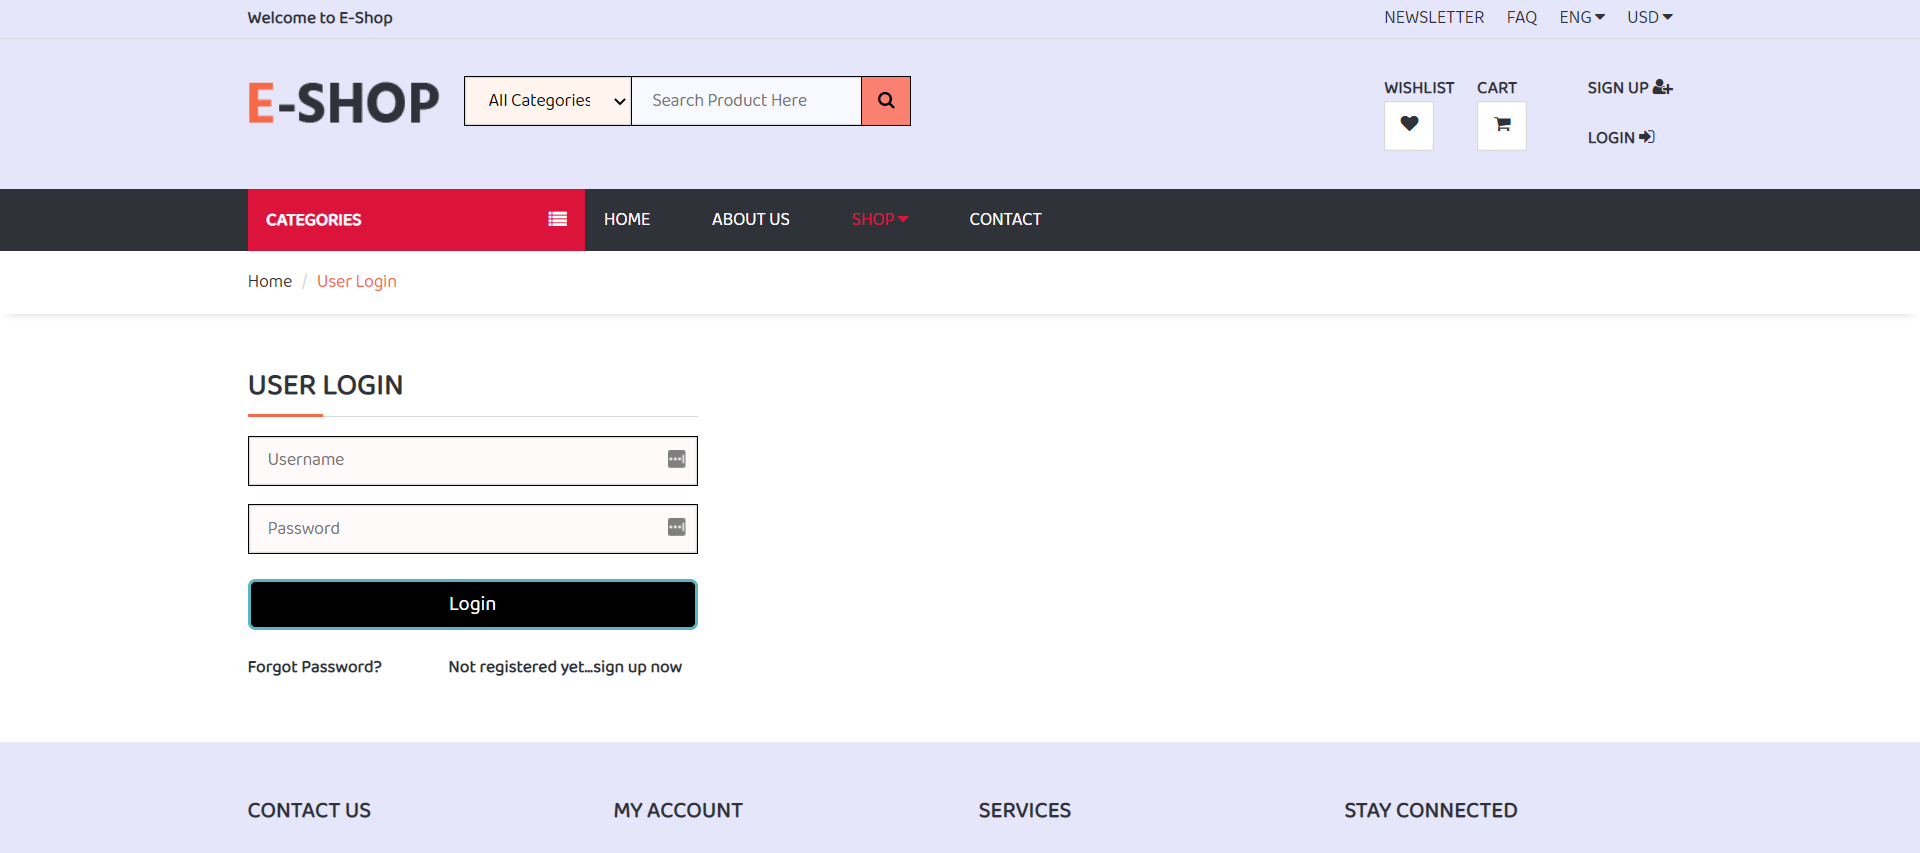 Welcome to E-Shop
NEWSLETTER FAQ ENG USD
E-SHOP
All Categories
Search Product Here
WISHLIST CART SIGN UP
LOGIN
CATEGORIES
HOME ABOUT US SHOP CONTACT
Home / User Login
USER LOGIN
Username
Password
Login
Forgot Password? Not registered yet...sign up now
CONTACT US MY ACCOUNT SERVICES STAY CONNECTED